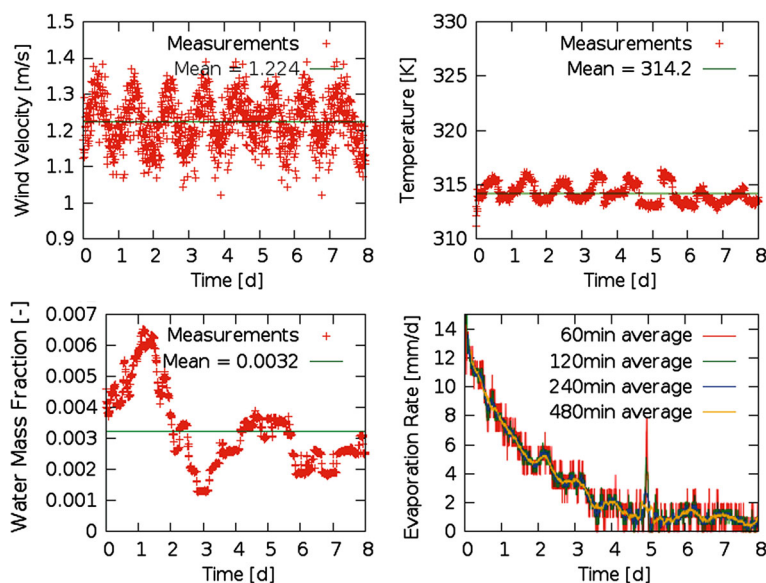 1.5
1.4
1.3
1.2
1.1
1
0.9
Wind Velocity [m/s]
Measurements
Mean = 1.224
0 1 2 3 4 5 6 7 8
Time [d]
330
325
320
315
310
Temperature [K]
Measurements
Mean = 314.2
0 1 2 3 4 5 6 7 8
Time [d]
0.007
0.006
0.005
0.004
0.003
0.002
0.001
0
Water Mass Fraction [-]
Measurements
Mean = 0.0032
0 1 2 3 4 5 6 7 8
Time [d]
14
12
10
8
6
4
2
0
Evaporation Rate [mm/d]
60min average
120min average
240min average
480min average
0 1 2 3 4 5 6 7 8
Time [d]